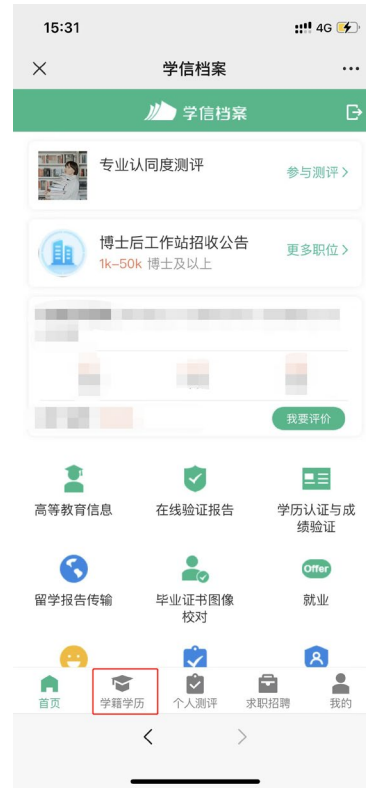 15:31
4G
学信档案
学信档案
专业认同度测评
参与测评
博士后工作站招收公告
更多职位
1k-50k 博士及以上
我要评价
高等教育信息
在线验证报告
学历认证与成
绩验证
Offer
留学报告传输
毕业证书图像
校对
就业
首页
学籍学历
个人测评
求职招聘
我的